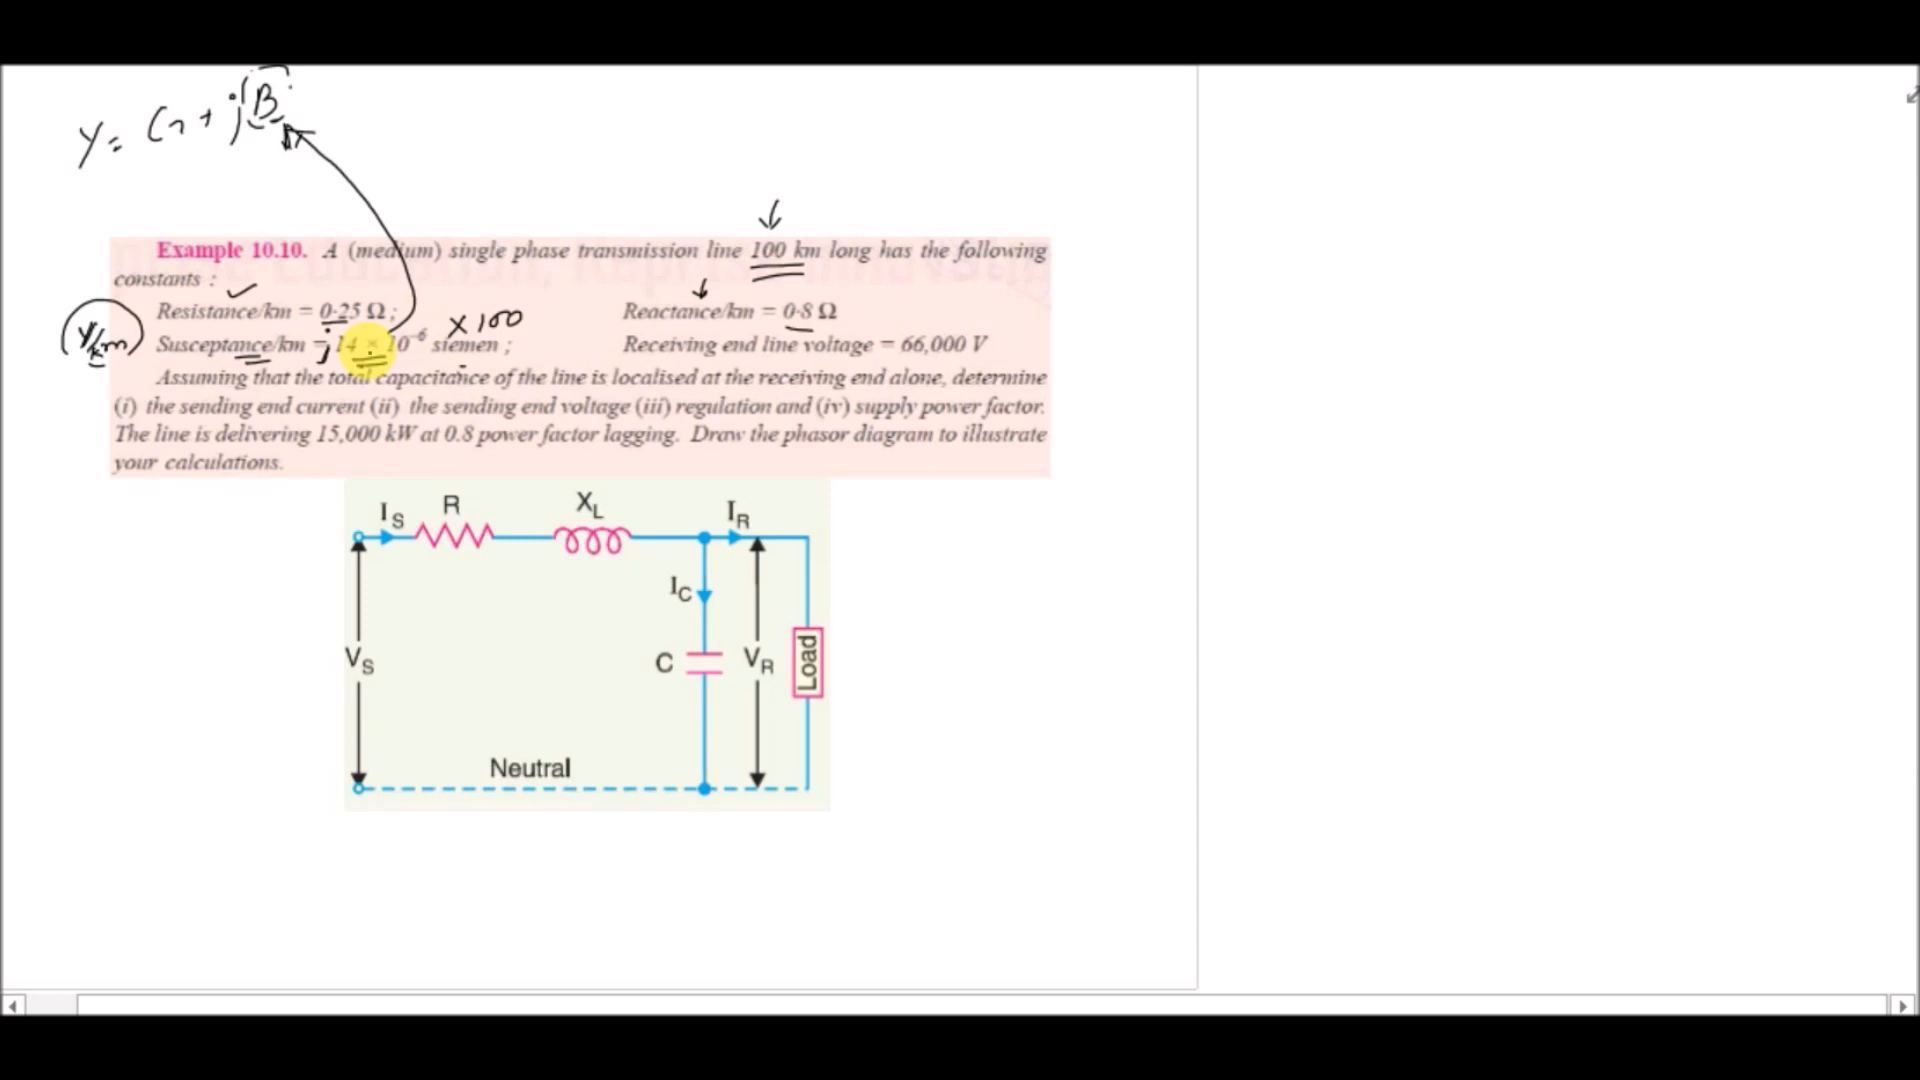 Y = G + jB
Example 10.10. A (medium) single phase transmission line 100 km long has the following
constants :
Resistance/km = 0·25 Ω ; Reactance/km = 0·8 Ω
Y/km
Susceptance/km = j 14 × 10⁻⁶ siemen ; × 100 Receiving end line voltage = 66,000 V
Assuming that the total capacitance of the line is localised at the receiving end alone, determine
(i) the sending end current (ii) the sending end voltage (iii) regulation and (iv) supply power factor.
The line is delivering 15,000 kW at 0.8 power factor lagging. Draw the phasor diagram to illustrate
your calculations.
I_S R X_L I_R
I_C
V_S C V_R Load
Neutral